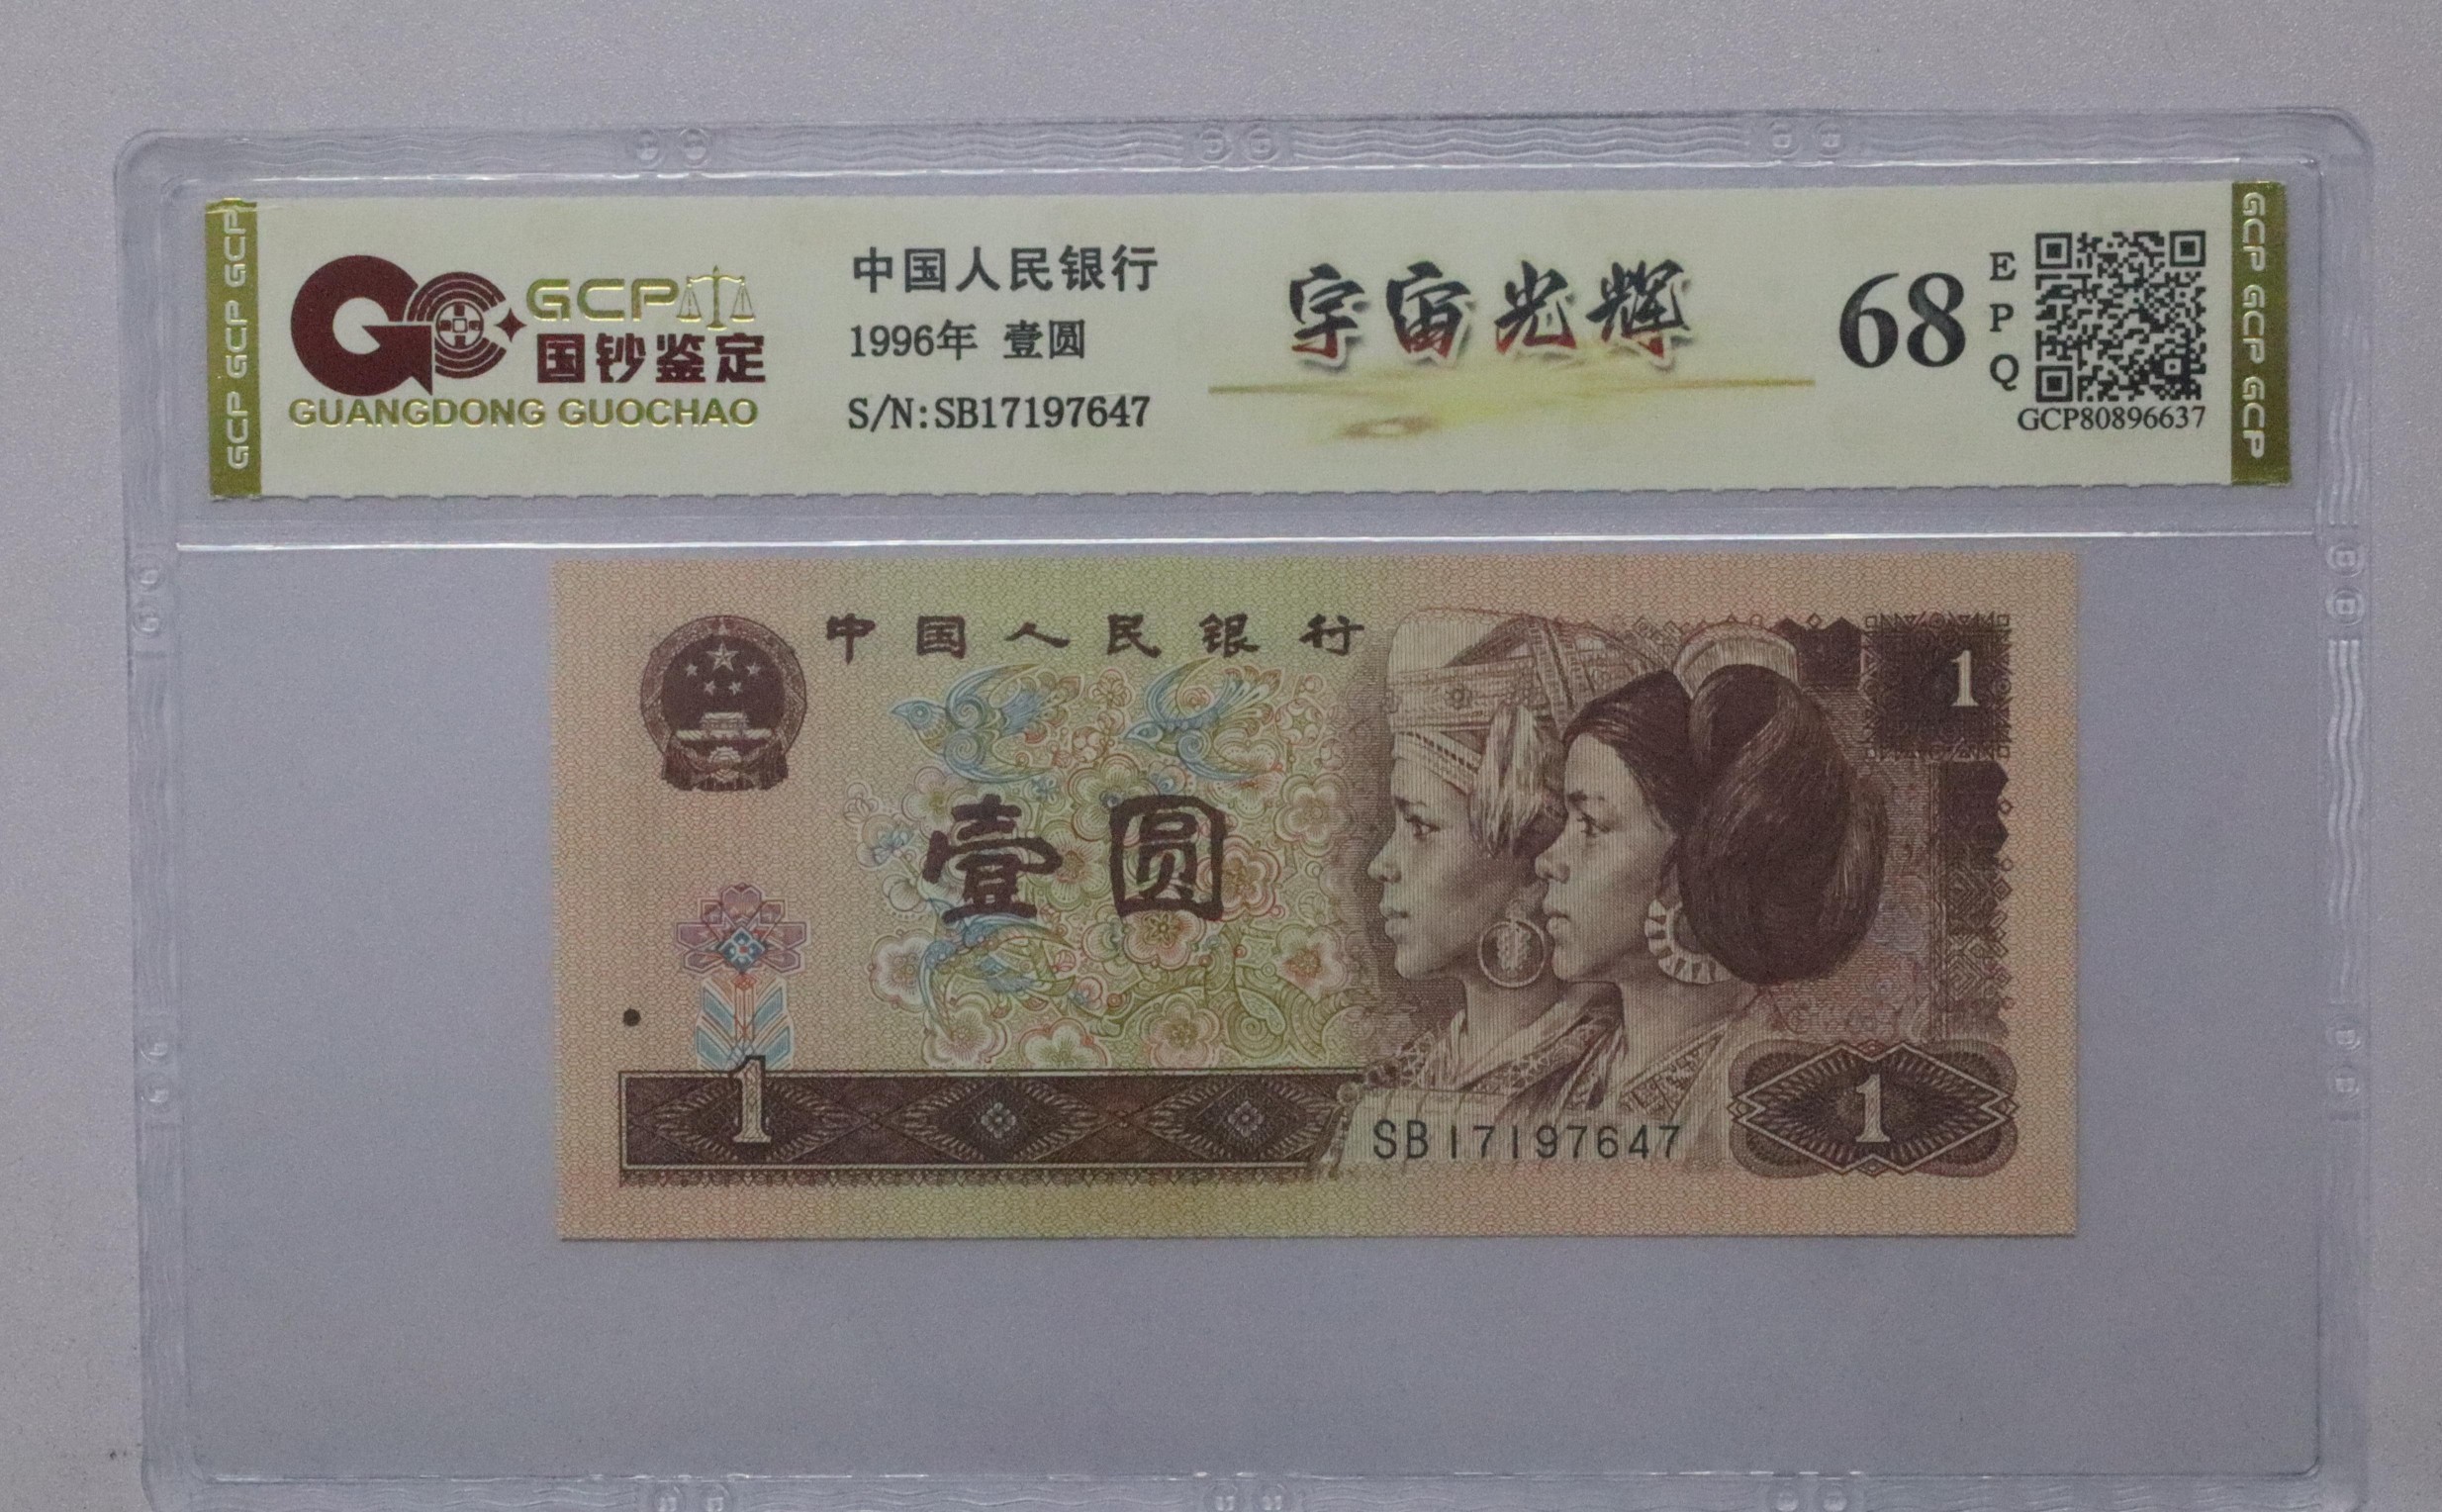 GCP
国钞鉴定
GUANGDONG GUOCHAO
中国人民银行
1996年 壹圆
S/N:SB17197647
宇宙光辉
68
E
P
Q
GCP80896637
GCP GCP GCP GCP
GCP GCP GCP GCP
中国人民银行
1
壹圆
1
SB17197647
1